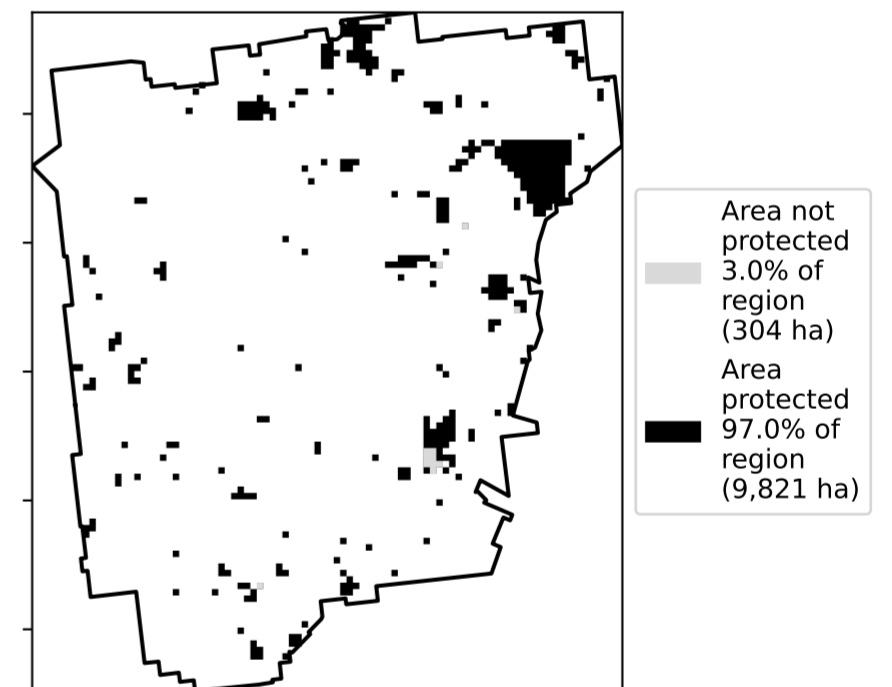 Area not
protected
3.0% of
region
(304 ha)
Area
protected
97.0% of
region
(9,821 ha)